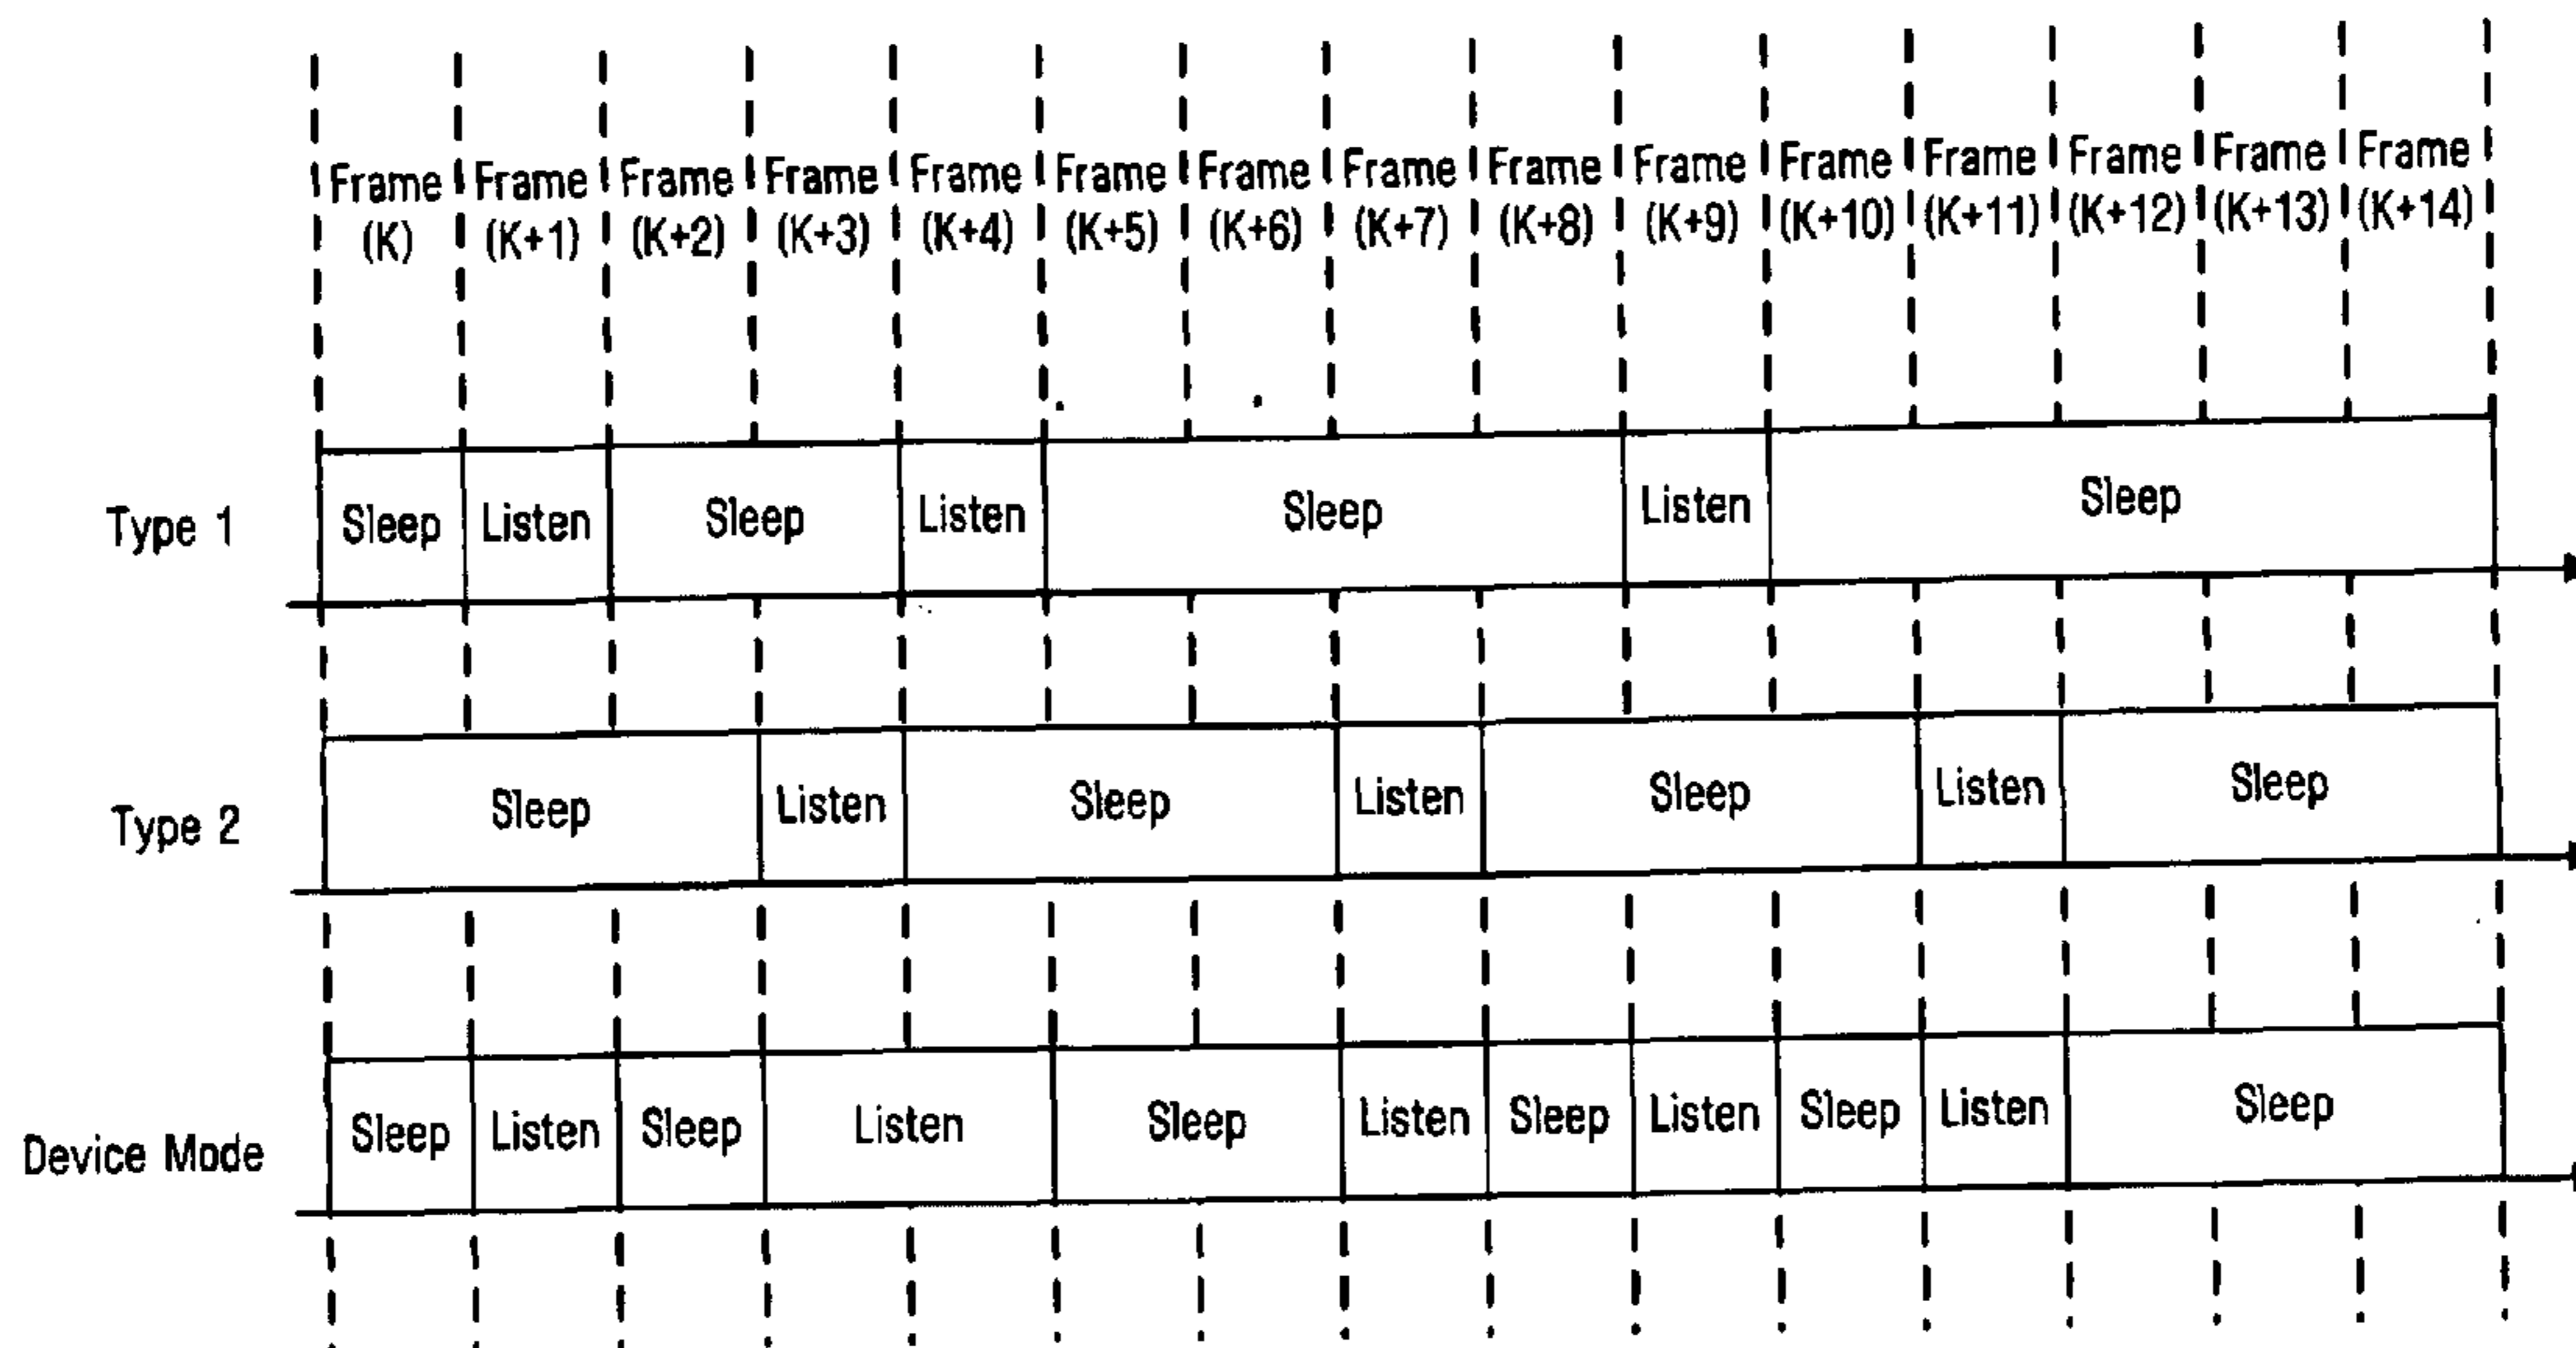 Frame Frame Frame Frame Frame Frame Frame Frame Frame Frame Frame Frame Frame Frame Frame
(K) (K+1) (K+2) (K+3) (K+4) (K+5) (K+6) (K+7) (K+8) (K+9) (K+10) (K+11) (K+12) (K+13) (K+14)
Type 1 Sleep Listen Sleep Listen Sleep Listen Sleep
Type 2 Sleep Listen Sleep Listen Sleep Listen Sleep
Device Mode Sleep Listen Sleep Listen Sleep Listen Sleep Listen Sleep Listen Sleep